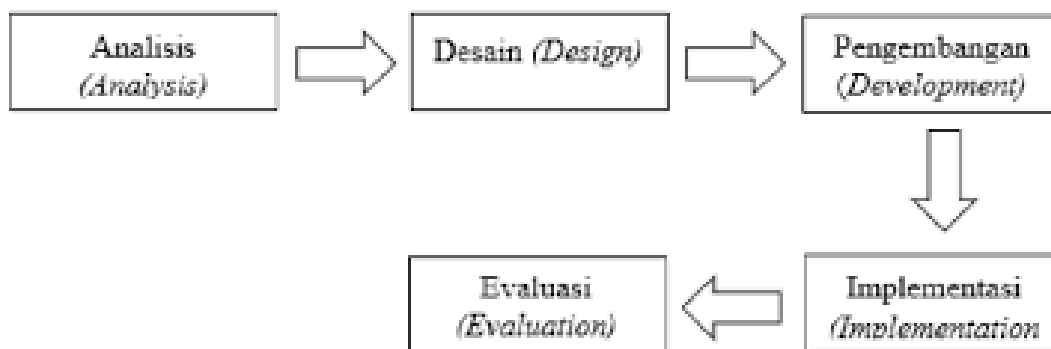 Analisis
(Analysis)
Desain (Design)
Pengembangan
(Development)
Implementasi
(Implementation
Evaluasi
(Evaluation)